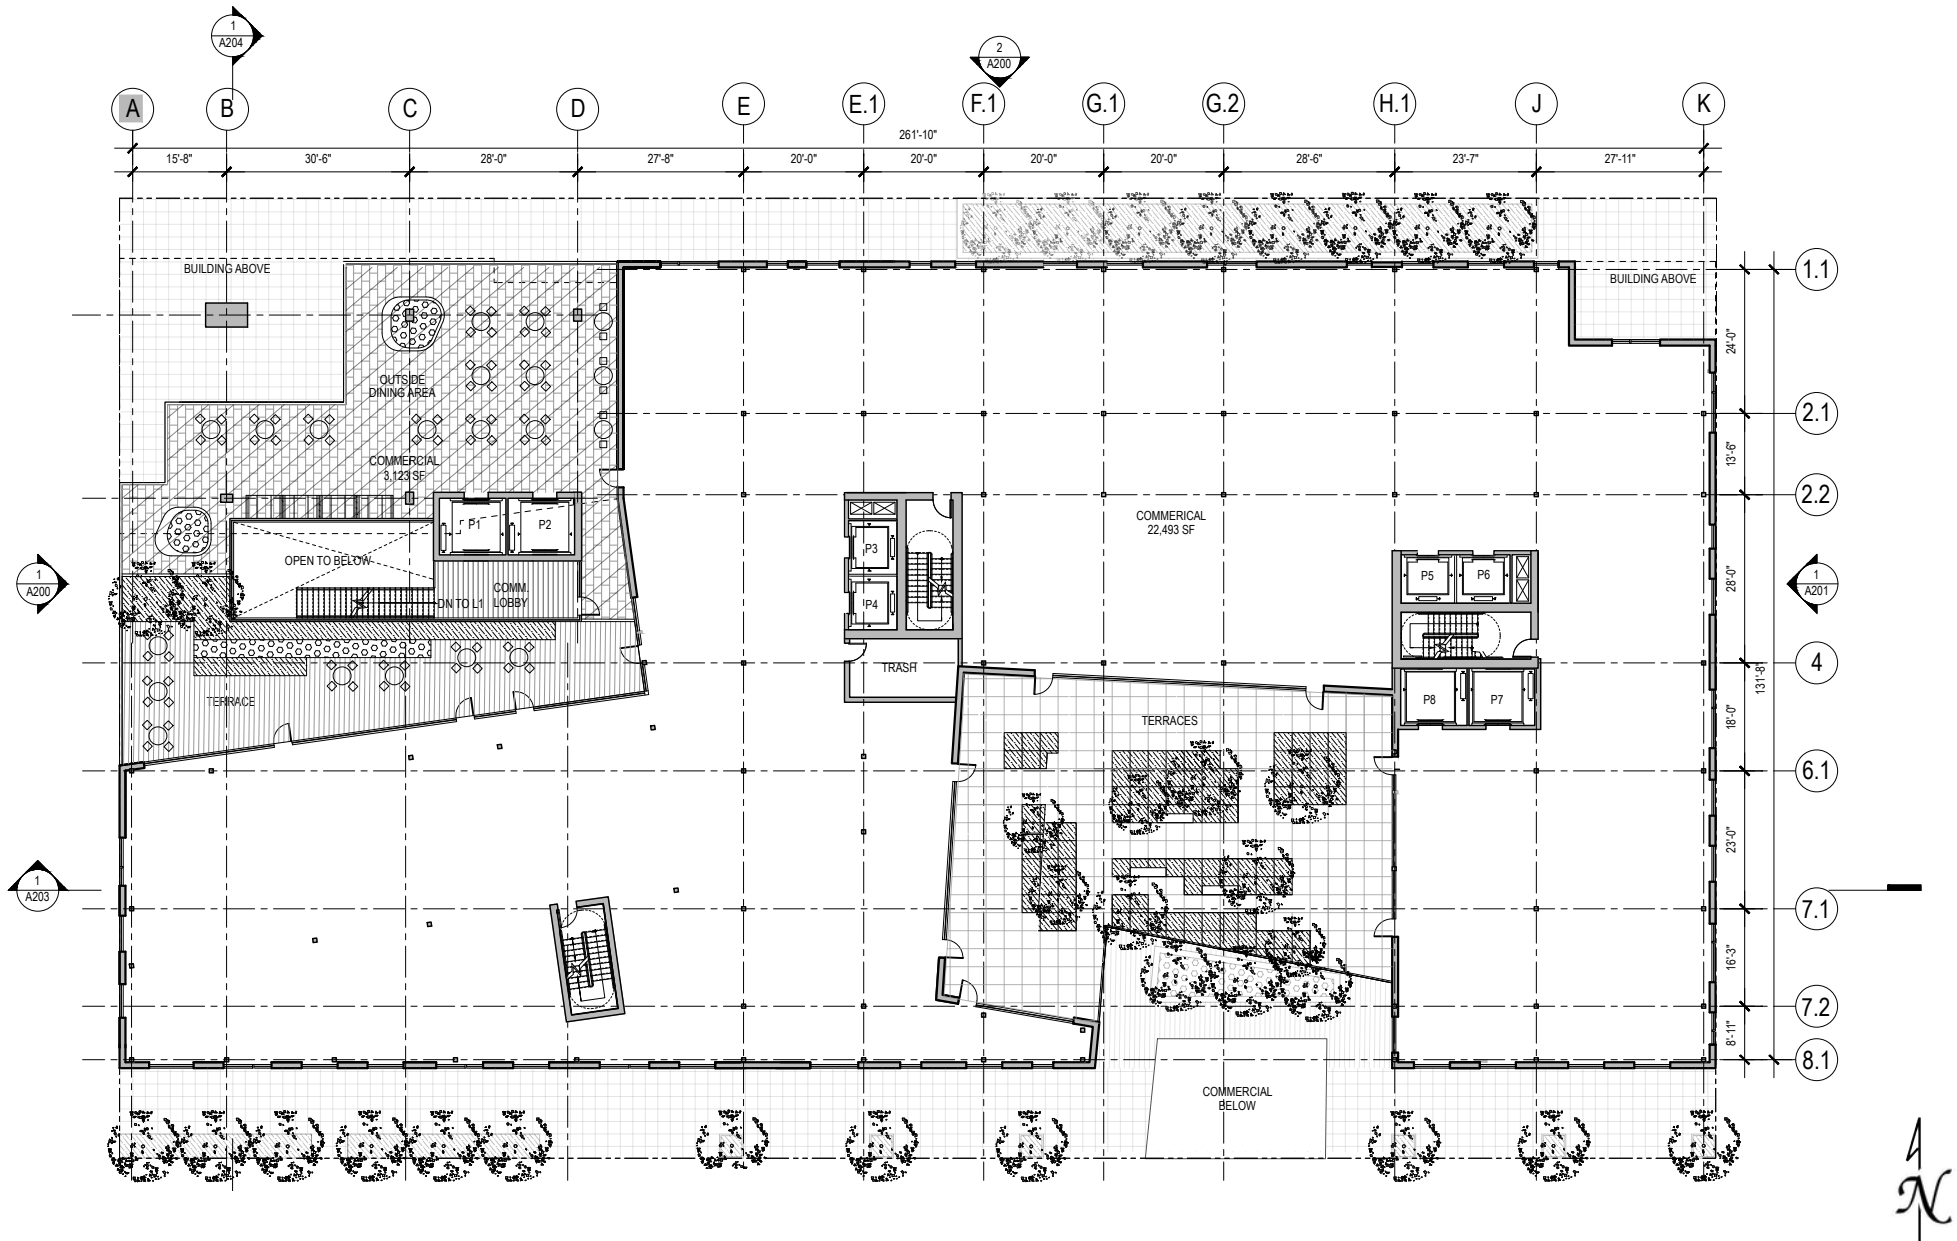 1
A204
2
A200
A
B
C
D
E
E.1
F.1
G.1
G.2
H.1
J
K
261'-10"
15'-8"
30'-6"
28'-0"
27'-8"
20'-0"
20'-0"
20'-0"
20'-0"
28'-6"
23'-7"
27'-11"
BUILDING ABOVE
BUILDING ABOVE
1.1
24'-0"
OUTSIDE
DINING AREA
2.1
13'-6"
COMMERCIAL
3,123 SF
2.2
COMMERICAL
22,493 SF
P1
P2
P3
P4
P5
P6
OPEN TO BELOW
COMM.
LOBBY
DN TO L1
1
A200
1
A201
28'-0"
4
131'-8"
TRASH
P8
P7
TERRACE
TERRACES
18'-0"
6.1
23'-0"
1
A203
7.1
16'-3"
7.2
8'-11"
8.1
COMMERCIAL
BELOW
N